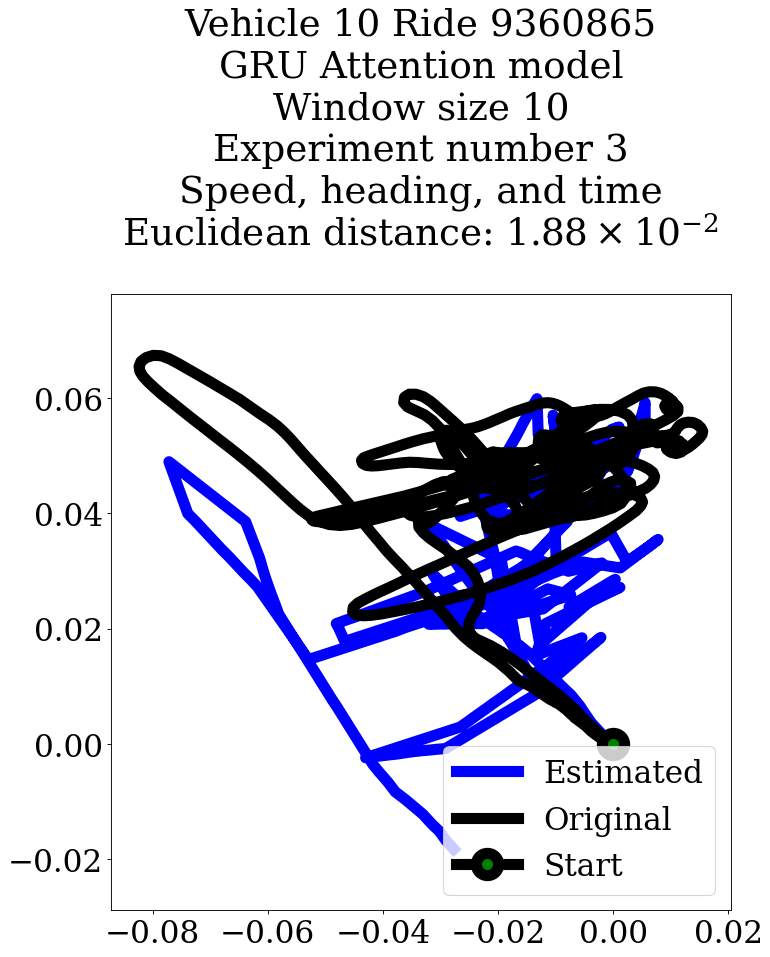 Vehicle 10 Ride 9360865
GRU Attention model
Window size 10
Experiment number 3
Speed, heading, and time
Euclidean distance: 1.88 × 10⁻²
0.06
0.04
0.02
0.00
−0.02
Estimated
Original
Start
−0.08 −0.06 −0.04 −0.02 0.00 0.02